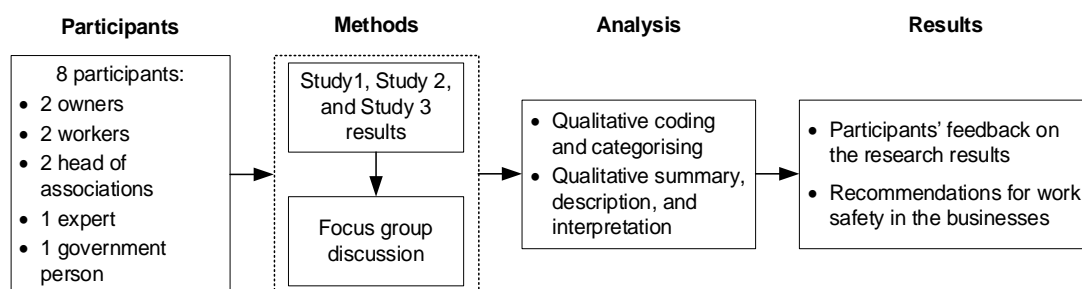 Participants
8 participants:
• 2 owners
• 2 workers
• 2 head of
associations
• 1 expert
• 1 government
person
Methods
Study1, Study 2,
and Study 3
results
Focus group
discussion
Analysis
• Qualitative coding
and categorising
• Qualitative summary,
description, and
interpretation
Results
• Participants’ feedback on
the research results
• Recommendations for work
safety in the businesses